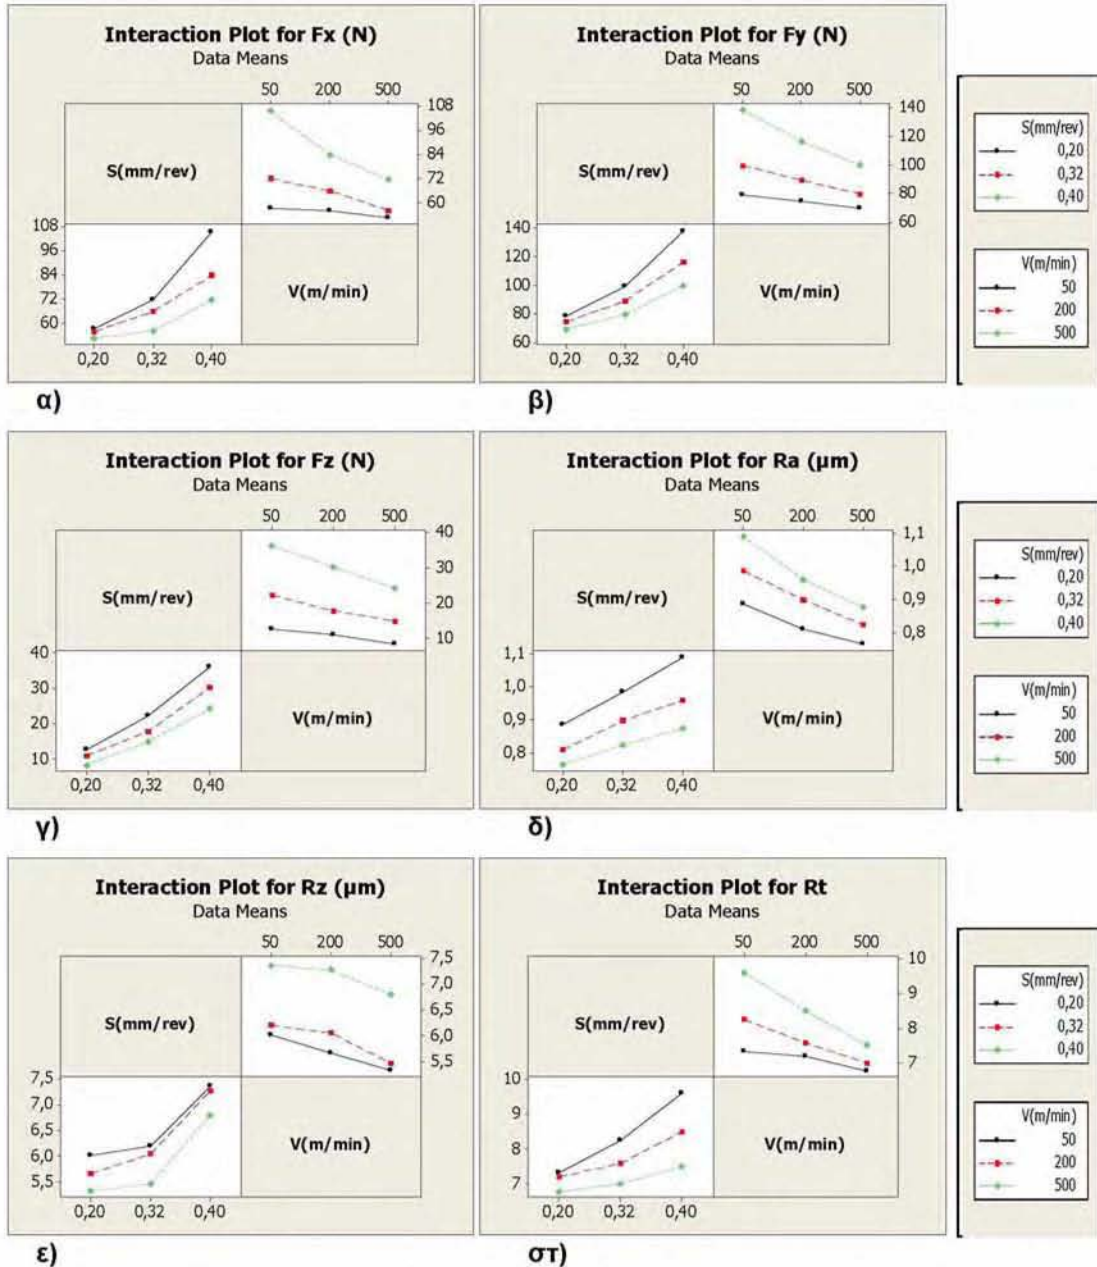 Interaction Plot for Fx (N)
Data Means
50 200 500
108
96
84
72
60
S(mm/rev)
108
96
84
72
60
V(m/min)
0,20 0,32 0,40
α)
Interaction Plot for Fy (N)
Data Means
50 200 500
140
120
100
80
60
S(mm/rev)
140
120
100
80
60
V(m/min)
0,20 0,32 0,40
β)
S(mm/rev)
0,20
0,32
0,40
V(m/min)
50
200
500
Interaction Plot for Fz (N)
Data Means
50 200 500
40
30
20
10
S(mm/rev)
40
30
20
10
V(m/min)
0,20 0,32 0,40
γ)
Interaction Plot for Ra (µm)
Data Means
50 200 500
1,1
1,0
0,9
0,8
S(mm/rev)
1,1
1,0
0,9
0,8
V(m/min)
0,20 0,32 0,40
δ)
S(mm/rev)
0,20
0,32
0,40
V(m/min)
50
200
500
Interaction Plot for Rz (µm)
Data Means
50 200 500
7,5
7,0
6,5
6,0
5,5
S(mm/rev)
7,5
7,0
6,5
6,0
5,5
V(m/min)
0,20 0,32 0,40
ε)
Interaction Plot for Rt
Data Means
50 200 500
10
9
8
7
S(mm/rev)
10
9
8
7
V(m/min)
0,20 0,32 0,40
στ)
S(mm/rev)
0,20
0,32
0,40
V(m/min)
50
200
500